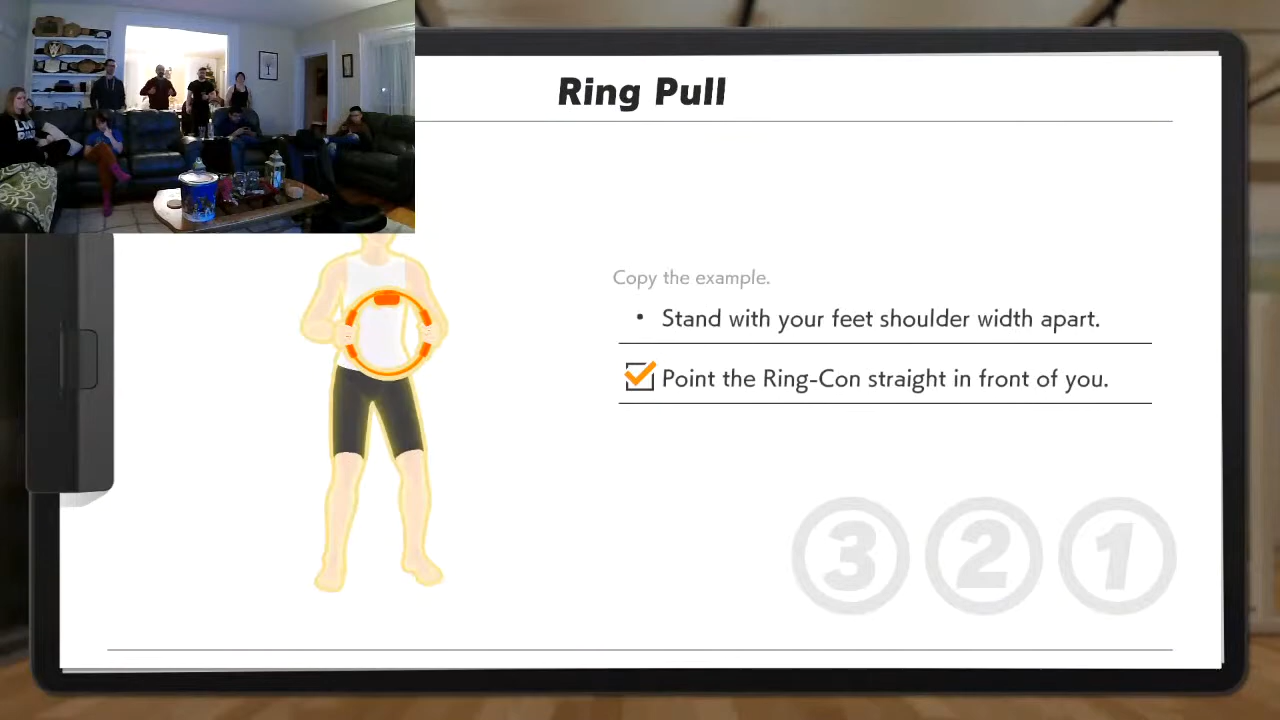 Ring Pull
Copy the example.
• Stand with your feet shoulder width apart.
Point the Ring-Con straight in front of you.
3 2 1